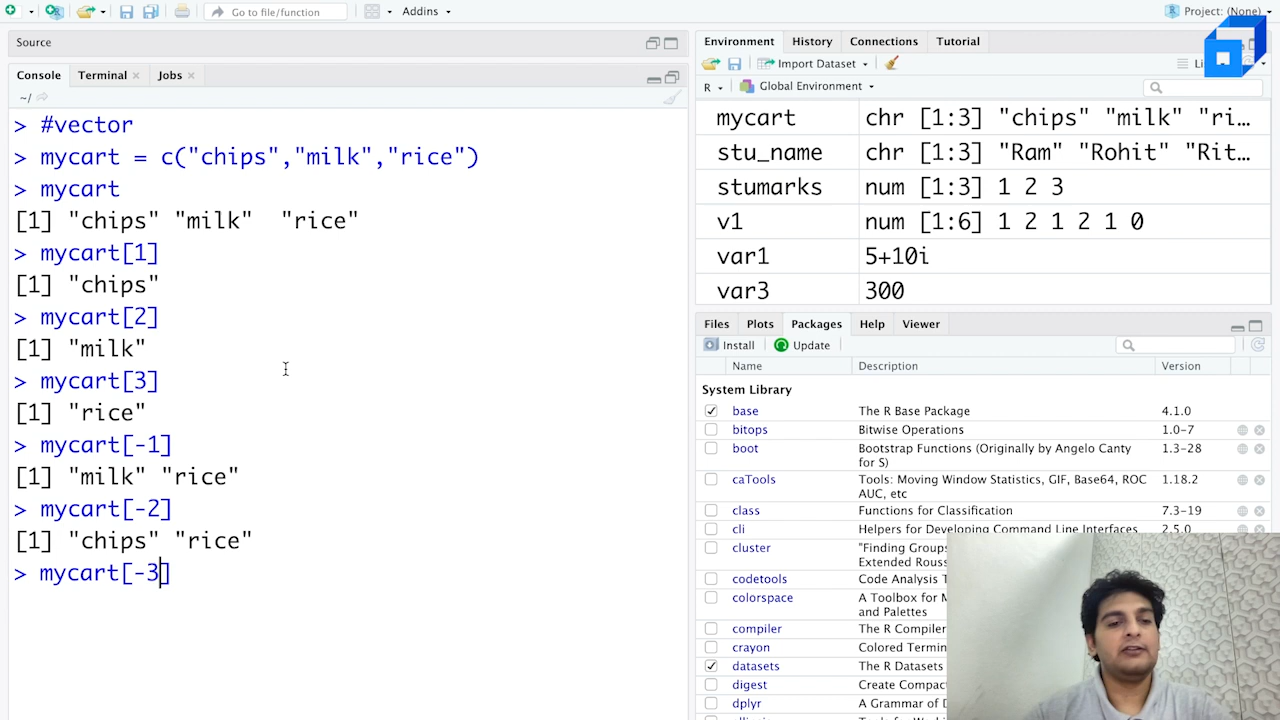 Go to file/function
Addins
Project: (None)
Source
Console
Terminal
Jobs
~/
> #vector
> mycart = c("chips","milk","rice")
> mycart
[1] "chips" "milk"  "rice"
> mycart[1]
[1] "chips"
> mycart[2]
[1] "milk"
> mycart[3]
[1] "rice"
> mycart[-1]
[1] "milk" "rice"
> mycart[-2]
[1] "chips" "rice"
> mycart[-3]
Environment History Connections Tutorial
Import Dataset
R Global Environment
mycart chr [1:3] "chips" "milk" "ri…
stu_name chr [1:3] "Ram" "Rohit" "Rit…
stumarks num [1:3] 1 2 3
v1 num [1:6] 1 2 1 2 1 0
var1 5+10i
var3 300
Files Plots Packages Help Viewer
Install Update
Name Description Version
System Library
base The R Base Package 4.1.0
bitops Bitwise Operations 1.0-7
boot Bootstrap Functions (Originally by Angelo Canty 1.3-28
for S)
caTools Tools: Moving Window Statistics, GIF, Base64, ROC 1.18.2
AUC, etc
class Functions for Classification 7.3-19
cli Helpers for Developing Command Line Interfaces 2.5.0
cluster "Finding Groups
Extended Rouss
codetools Code Analysis T
colorspace A Toolbox for M
and Palettes
compiler The R Compiler
crayon Colored Termin
datasets The R Datasets
digest Create Compac
dplyr A Grammar of D